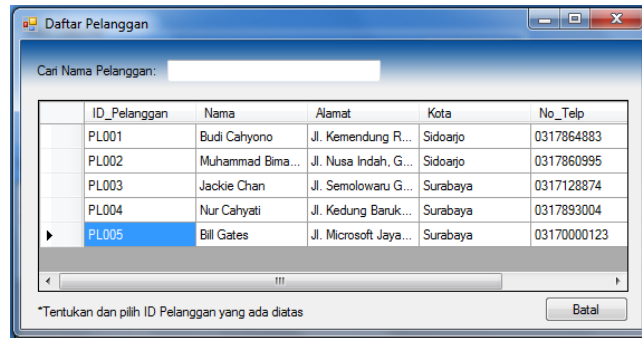 Daftar Pelanggan
Cari Nama Pelanggan:
ID_Pelanggan Nama Alamat Kota No_Telp
PL001 Budi Cahyono Jl. Kemendung R... Sidoarjo 0317864883
PL002 Muhammad Bima... Jl. Nusa Indah, G... Sidoarjo 0317860995
PL003 Jackie Chan Jl. Semolowaru G... Surabaya 0317128874
PL004 Nur Cahyati Jl. Kedung Baruk... Surabaya 0317893004
PL005 Bill Gates Jl. Microsoft Jaya... Surabaya 03170000123
*Tentukan dan pilih ID Pelanggan yang ada diatas Batal